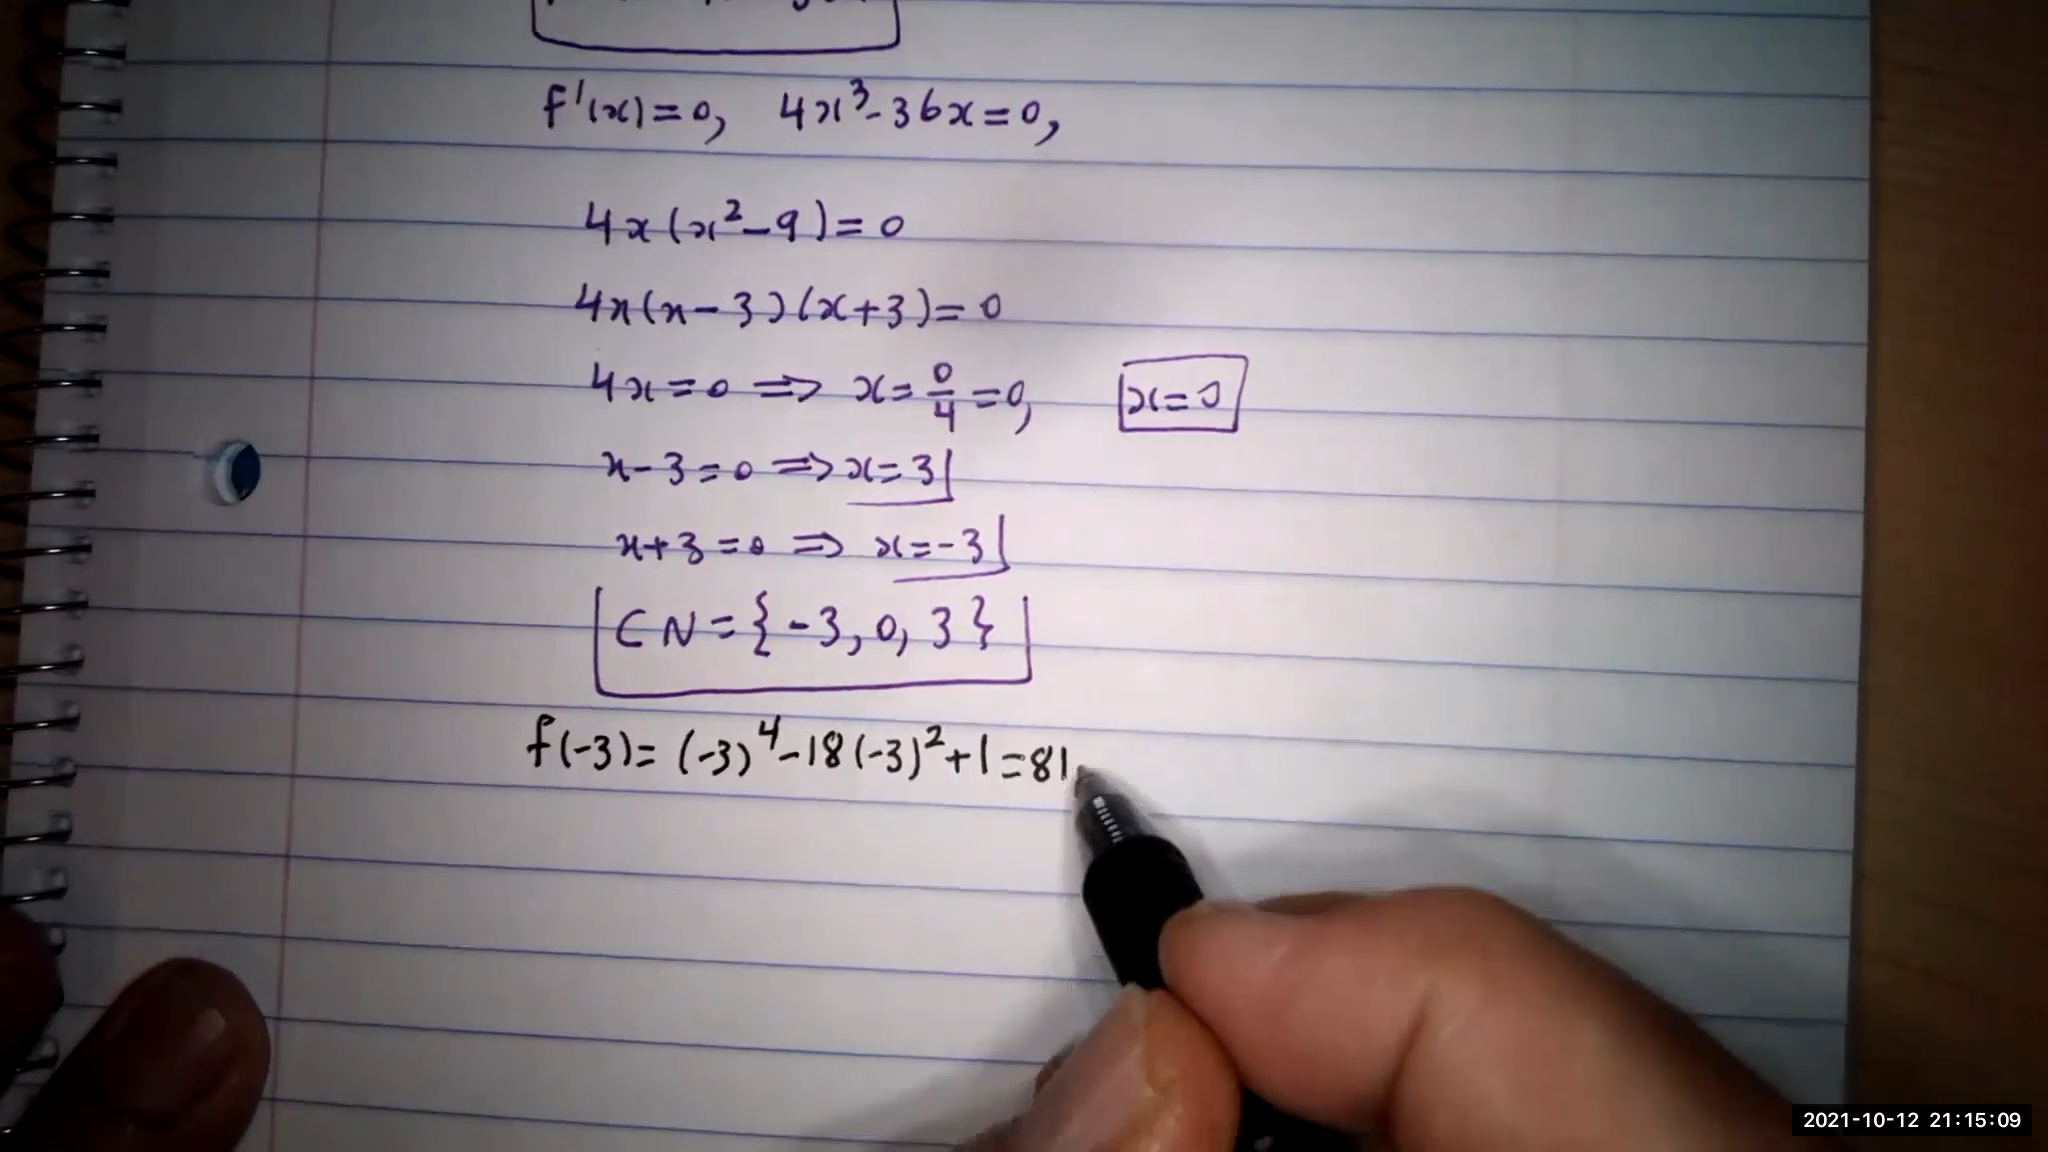 f'(x)=0, 4x³-36x=0,
4x(x²-9)=0
4x(x-3)(x+3)=0
4x=0 ⇒ x=0/4=0, x=0
x-3=0 ⇒ x=3
x+3=0 ⇒ x=-3
CN={-3,0,3}
f(-3)=(-3)⁴-18(-3)²+1=81
2021-10-12 21:15:09